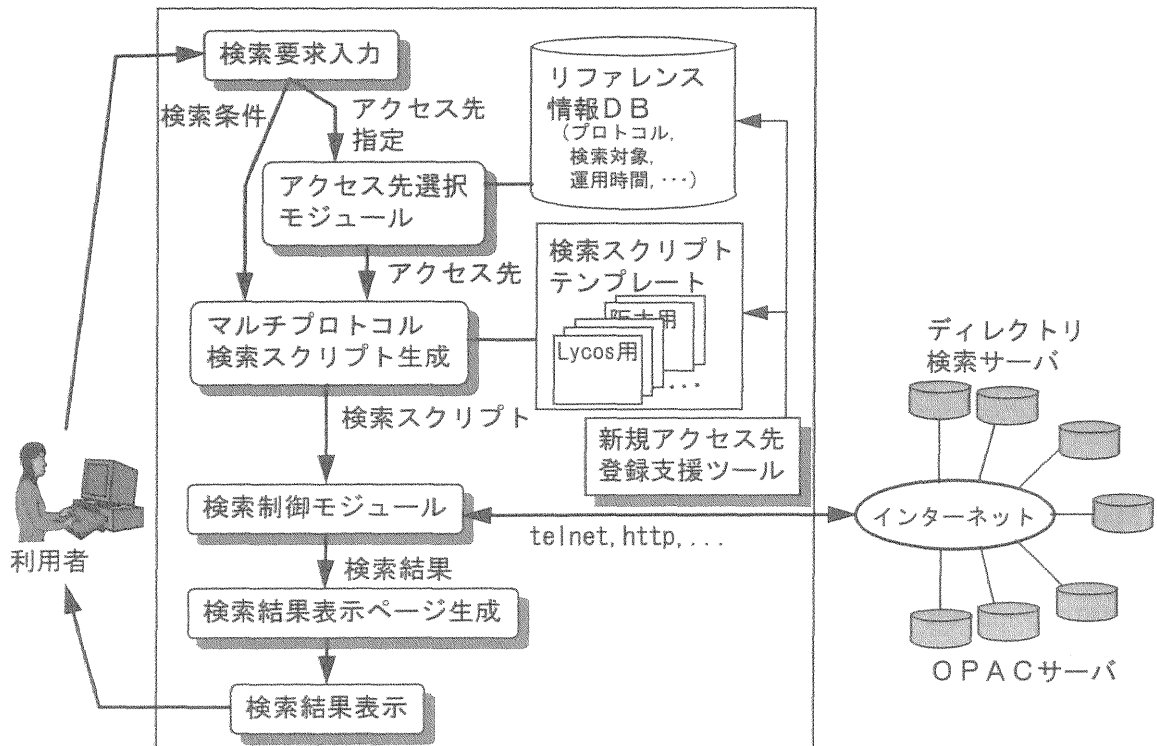 検索要求入力
検索条件
アクセス先
指定
リファレンス
情報DB
(プロトコル,
検索対象,
運用時間,・・・)
アクセス先選択
モジュール
アクセス先
検索スクリプト
テンプレート
Lycos用
・・・
マルチプロトコル
検索スクリプト生成
検索スクリプト
新規アクセス先
登録支援ツール
ディレクトリ
検索サーバ
検索制御モジュール
telnet,http,...
インターネット
利用者
検索結果
検索結果表示ページ生成
検索結果表示
OPACサーバ